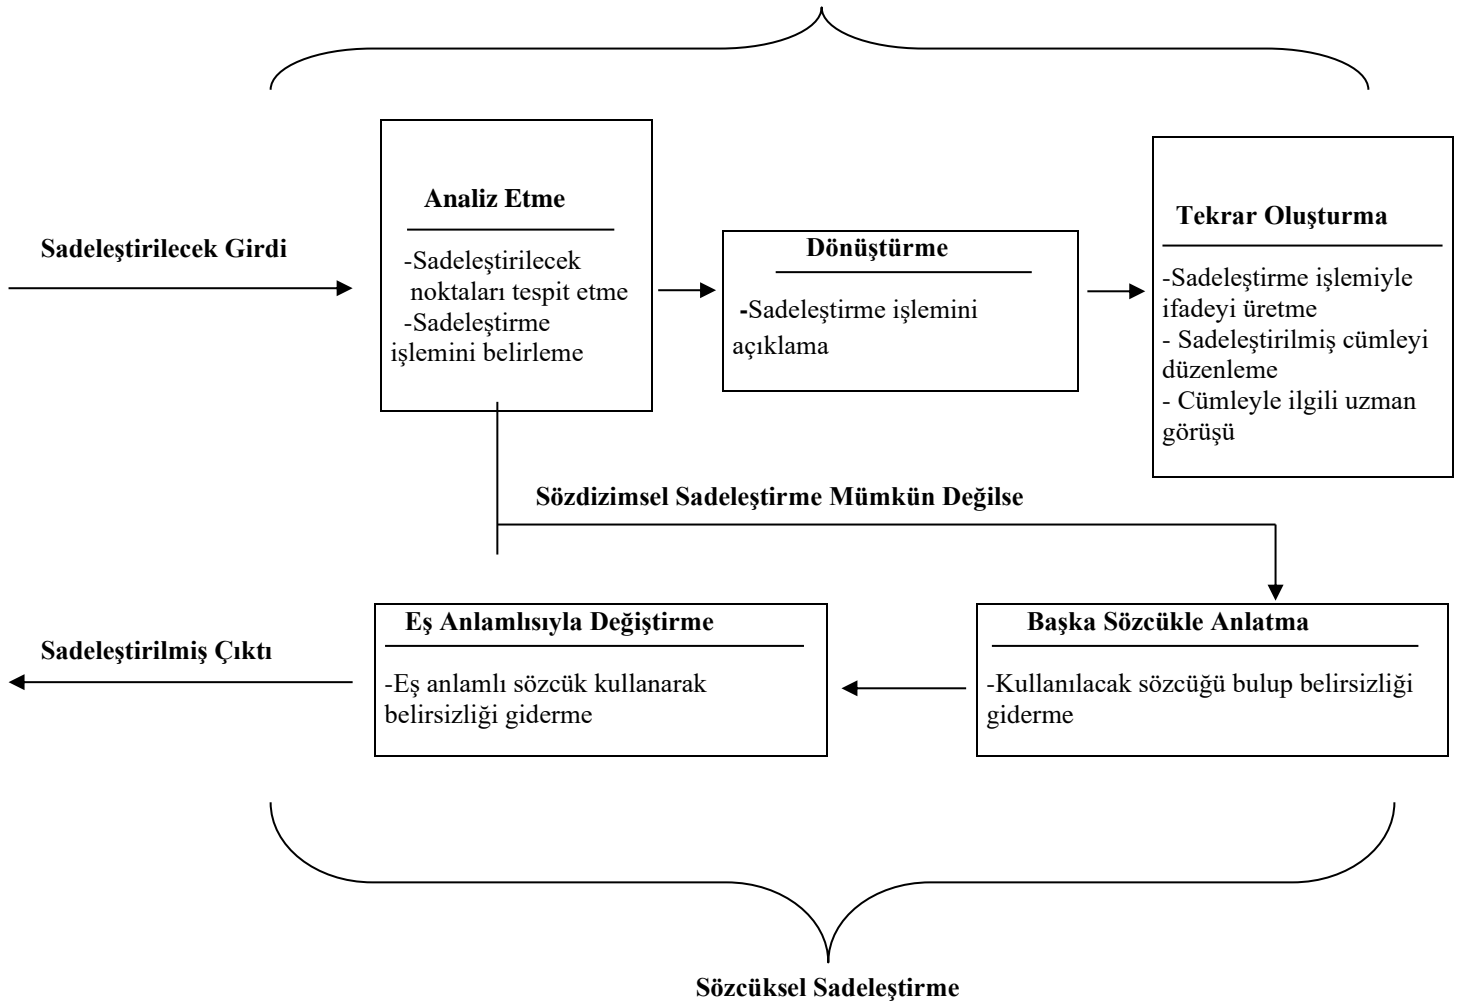 Sadeleştirilecek Girdi
Analiz Etme
-Sadeleştirilecek
noktaları tespit etme
-Sadeleştirme
işlemini belirleme
Dönüştürme
-Sadeleştirme işlemini
açıklama
Tekrar Oluşturma
-Sadeleştirme işlemiyle
ifadeyi üretme
- Sadeleştirilmiş cümleyi
düzenleme
- Cümleyle ilgili uzman
görüşü
Sözdizimsel Sadeleştirme Mümkün Değilse
Sadeleştirilmiş Çıktı
Eş Anlamlısıyla Değiştirme
-Eş anlamlı sözcük kullanarak
belirsizliği giderme
Başka Sözcükle Anlatma
-Kullanılacak sözcüğü bulup belirsizliği
giderme
Sözcüksel Sadeleştirme